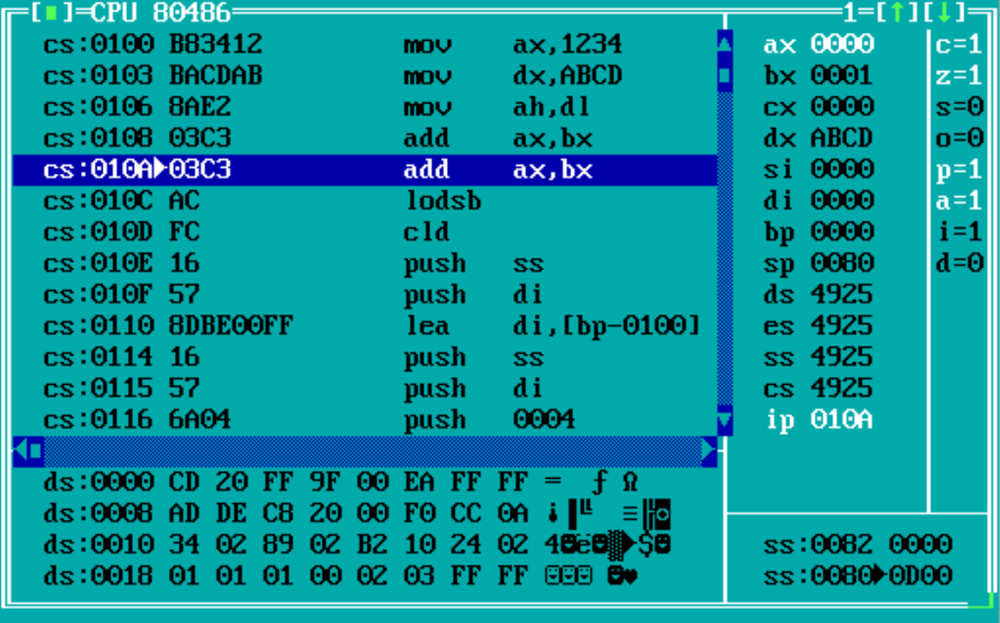 [■]=CPU 80486 1=[↑][↓]
cs:0100 B83412 mov ax,1234 ax 0000 c=1
cs:0103 BACDAB mov dx,ABCD bx 0001 z=1
cs:0106 8AE2 mov ah,dl cx 0000 s=0
cs:0108 03C3 add ax,bx dx ABCD o=0
cs:010A►03C3 add ax,bx si 0000 p=1
cs:010C AC lodsb di 0000 a=1
cs:010D FC cld bp 0000 i=1
cs:010E 16 push ss sp 0080 d=0
cs:010F 57 push di ds 4925
cs:0110 8DBE00FF lea di,[bp-0100] es 4925
cs:0114 16 push ss ss 4925
cs:0115 57 push di cs 4925
cs:0116 6A04 push 0004 ip 010A
ds:0000 CD 20 FF 9F 00 EA FF FF = ƒ Ω
ds:0008 AD DE C8 20 00 F0 CC 0A ¡▐╚ ≡╠◙
ds:0010 34 02 89 02 B2 10 24 02 4☻ë☻▓►$☻ ss:0082 0000
ds:0018 01 01 01 00 02 03 FF FF ☺☺☺ ☻♥ ss:0080►0D00